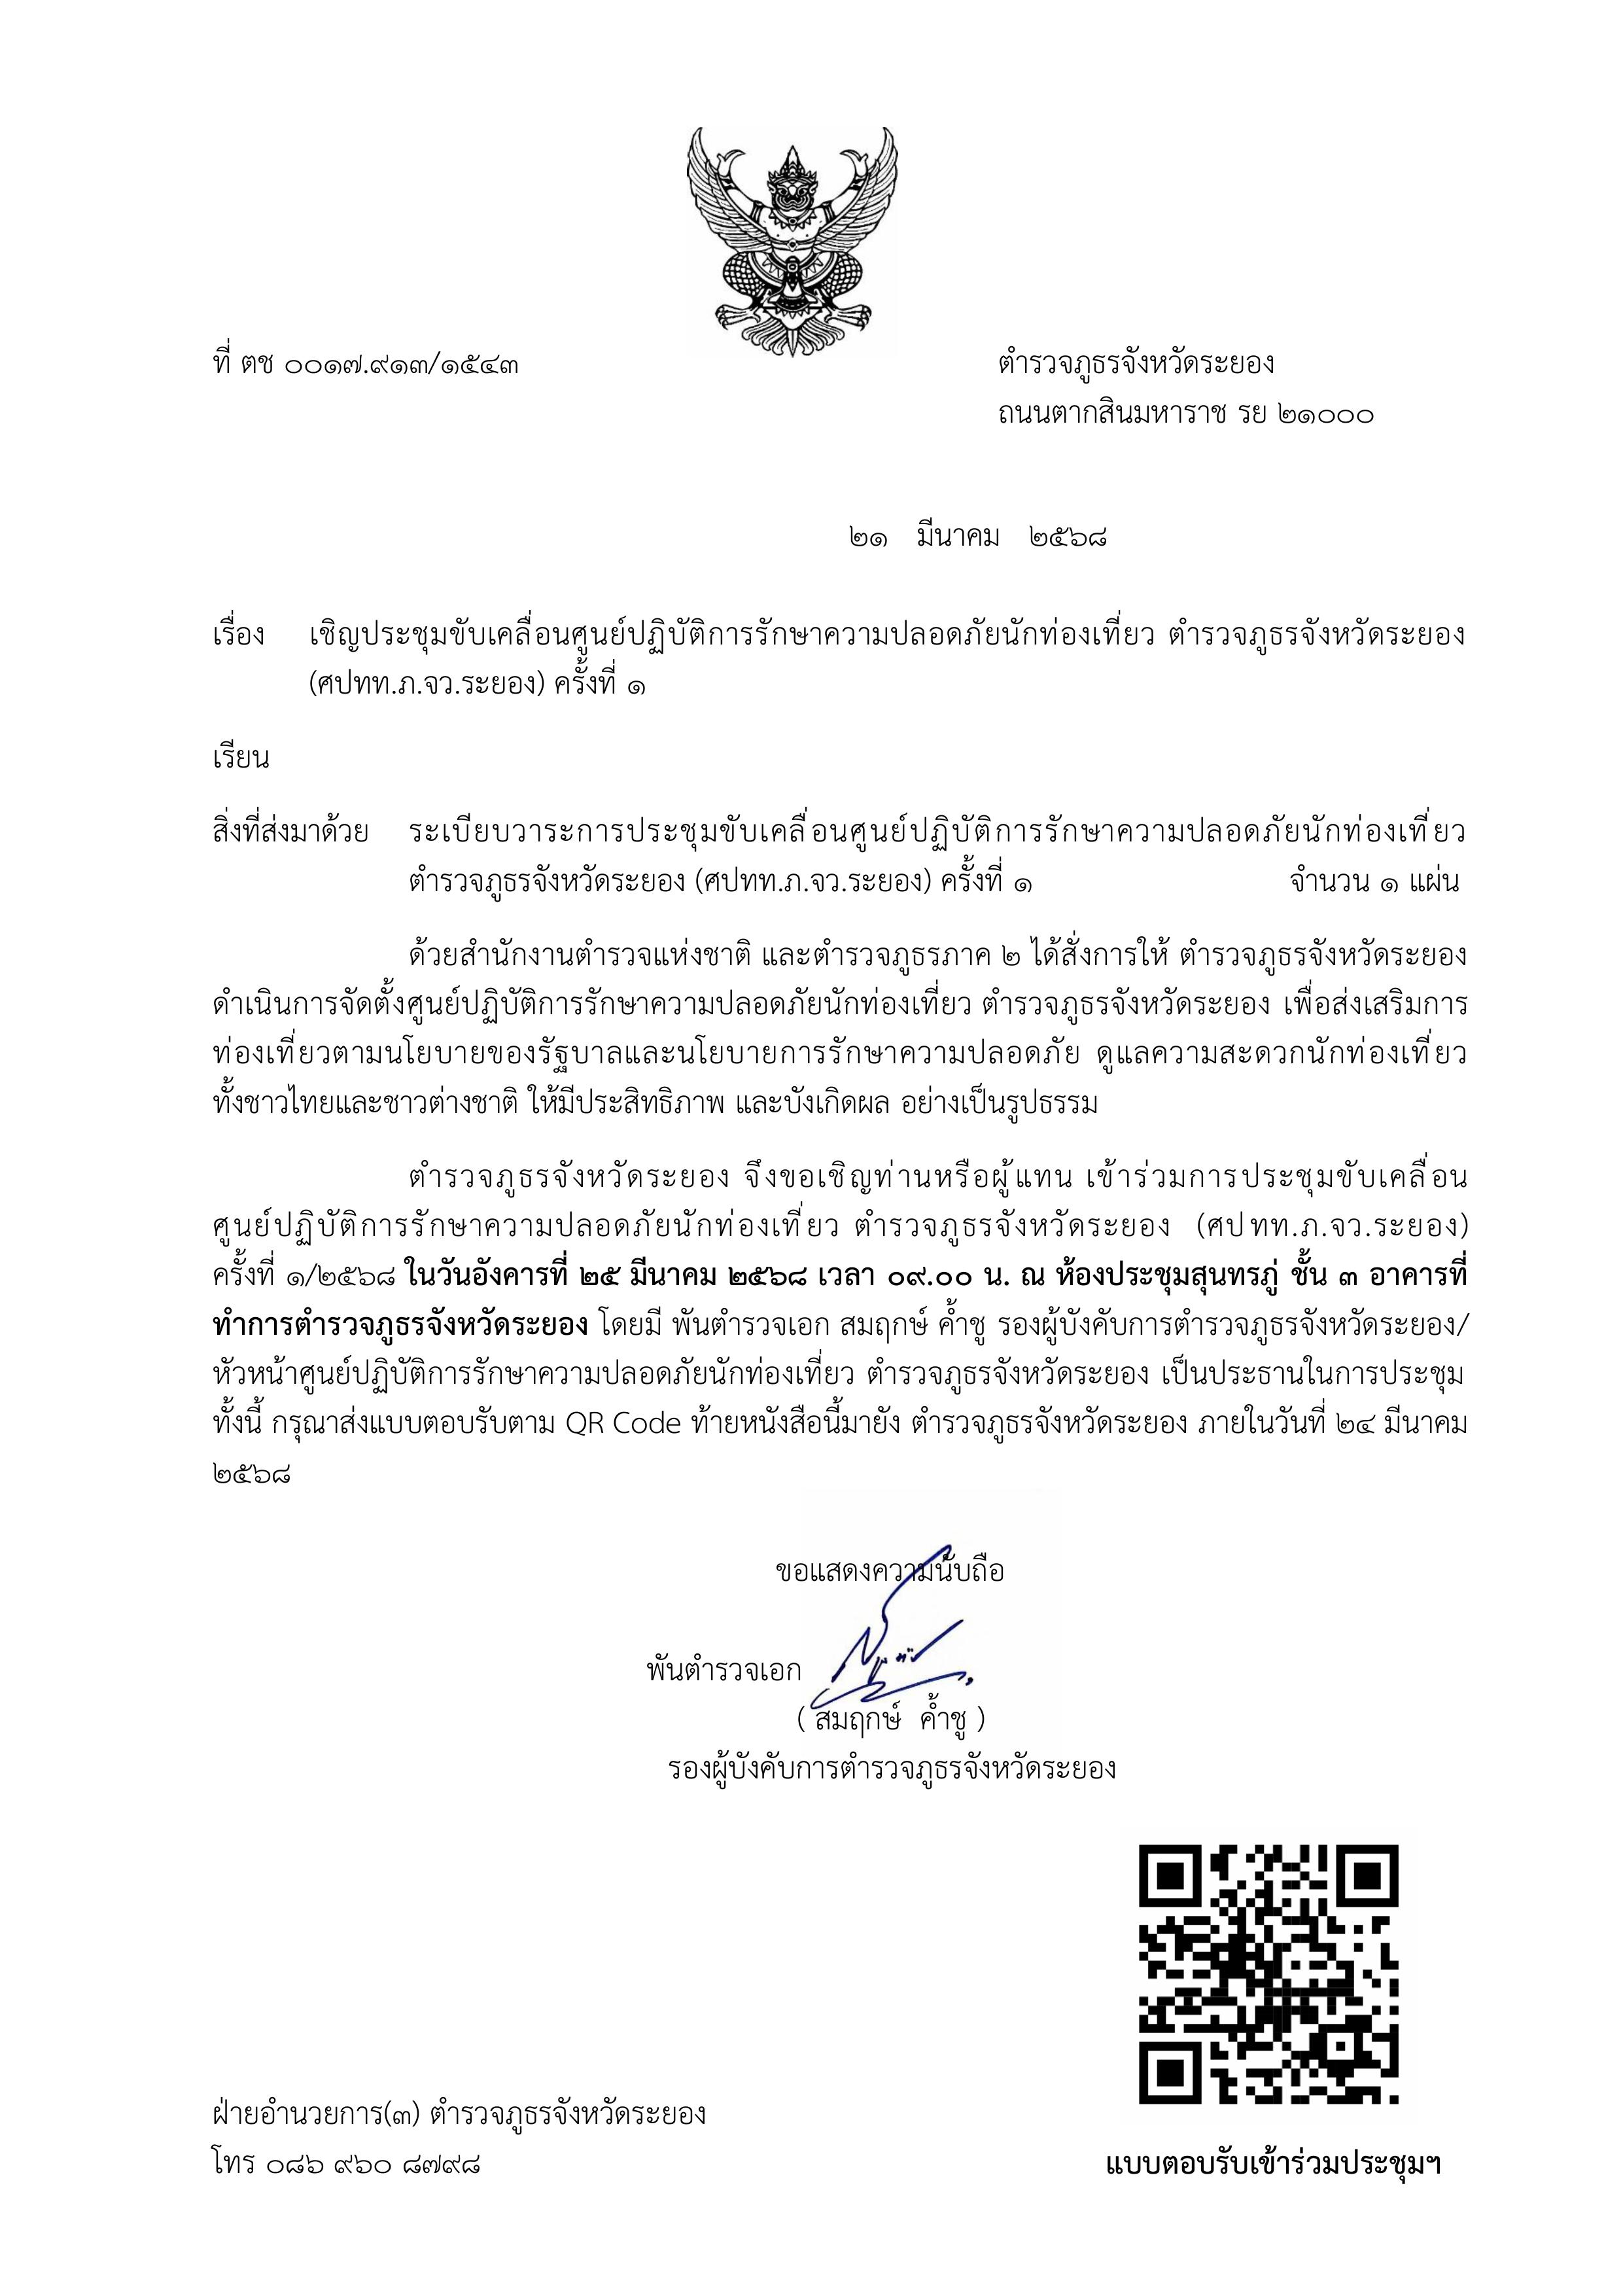 ที่ ตช ๐๐๑๗.๙๑๓/๑๕๔๓
ตำรวจภูธรจังหวัดระยอง
ถนนตากสินมหาราช รย ๒๑๐๐๐
๒๑ มีนาคม ๒๕๖๘
เรื่อง เชิญประชุมขับเคลื่อนศูนย์ปฏิบัติการรักษาความปลอดภัยนักท่องเที่ยว ตำรวจภูธรจังหวัดระยอง
(ศปทท.ภ.จว.ระยอง) ครั้งที่ ๑
เรียน
สิ่งที่ส่งมาด้วย ระเบียบวาระการประชุมขับเคลื่อนศูนย์ปฏิบัติการรักษาความปลอดภัยนักท่องเที่ยว
ตำรวจภูธรจังหวัดระยอง (ศปทท.ภ.จว.ระยอง) ครั้งที่ ๑ จำนวน ๑ แผ่น
ด้วยสำนักงานตำรวจแห่งชาติ และตำรวจภูธรภาค ๒ ได้สั่งการให้ ตำรวจภูธรจังหวัดระยอง
ดำเนินการจัดตั้งศูนย์ปฏิบัติการรักษาความปลอดภัยนักท่องเที่ยว ตำรวจภูธรจังหวัดระยอง เพื่อส่งเสริมการ
ท่องเที่ยวตามนโยบายของรัฐบาลและนโยบายการรักษาความปลอดภัย ดูแลความสะดวกนักท่องเที่ยว
ทั้งชาวไทยและชาวต่างชาติ ให้มีประสิทธิภาพ และบังเกิดผล อย่างเป็นรูปธรรม
ตำรวจภูธรจังหวัดระยอง จึงขอเชิญท่านหรือผู้แทน เข้าร่วมการประชุมขับเคลื่อน
ศูนย์ปฏิบัติการรักษาความปลอดภัยนักท่องเที่ยว ตำรวจภูธรจังหวัดระยอง (ศปทท.ภ.จว.ระยอง)
ครั้งที่ ๑/๒๕๖๘ ในวันอังคารที่ ๒๕ มีนาคม ๒๕๖๘ เวลา ๐๙.๐๐ น. ณ ห้องประชุมสุนทรภู่ ชั้น ๓ อาคารที่
ทำการตำรวจภูธรจังหวัดระยอง โดยมี พันตำรวจเอก สมฤกษ์ ค้ำชู รองผู้บังคับการตำรวจภูธรจังหวัดระยอง/
หัวหน้าศูนย์ปฏิบัติการรักษาความปลอดภัยนักท่องเที่ยว ตำรวจภูธรจังหวัดระยอง เป็นประธานในการประชุม
ทั้งนี้ กรุณาส่งแบบตอบรับตาม QR Code ท้ายหนังสือนี้มายัง ตำรวจภูธรจังหวัดระยอง ภายในวันที่ ๒๔ มีนาคม
๒๕๖๘
ขอแสดงความนับถือ
พันตำรวจเอก
( สมฤกษ์ ค้ำชู )
รองผู้บังคับการตำรวจภูธรจังหวัดระยอง
ฝ่ายอำนวยการ(๓) ตำรวจภูธรจังหวัดระยอง
โทร ๐๘๖ ๙๖๐ ๘๗๙๘
แบบตอบรับเข้าร่วมประชุมฯ